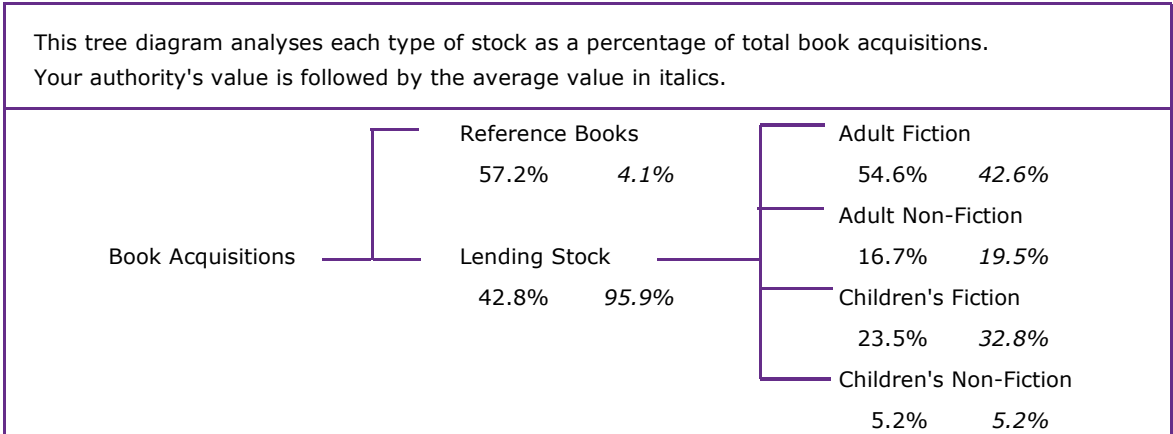 This tree diagram analyses each type of stock as a percentage of total book acquisitions.
Your authority's value is followed by the average value in italics.
Reference Books
57.2% 4.1%
Book Acquisitions
Lending Stock
42.8% 95.9%
Adult Fiction
54.6% 42.6%
Adult Non-Fiction
16.7% 19.5%
Children's Fiction
23.5% 32.8%
Children's Non-Fiction
5.2% 5.2%